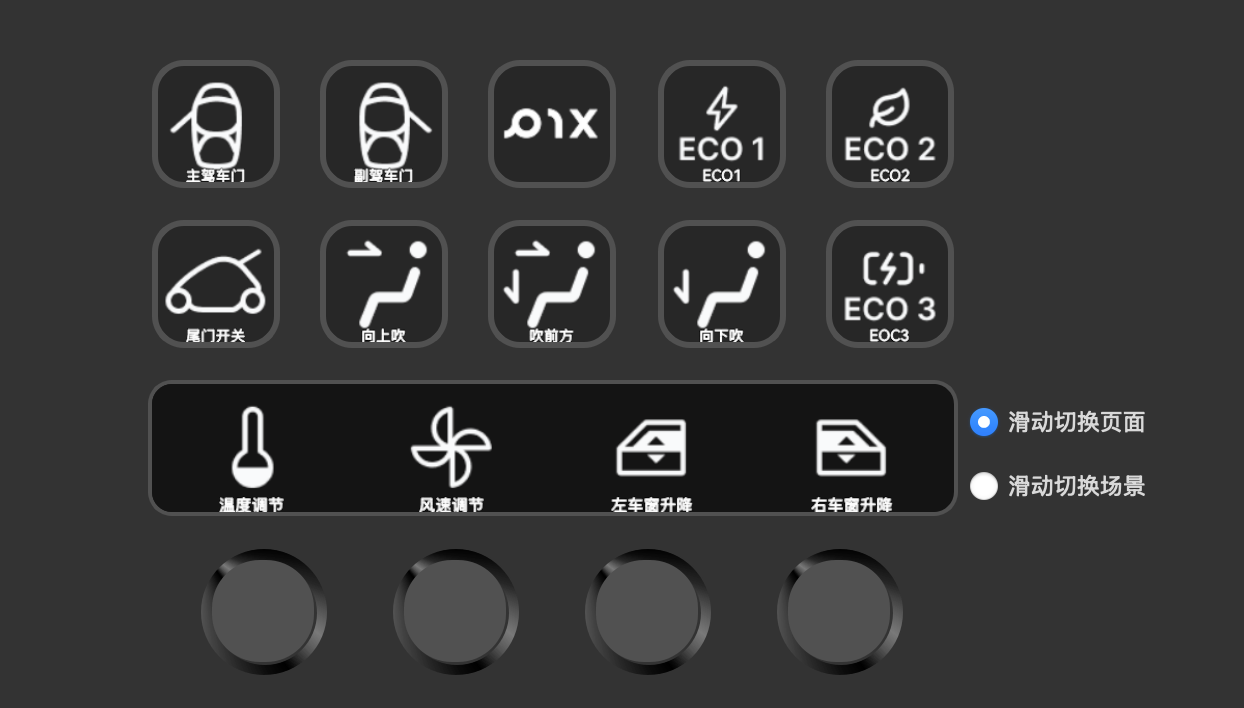 主驾车门
副驾车门
01X
ECO 1
ECO1
ECO 2
ECO2
尾门开关
向上吹
吹前方
向下吹
ECO 3
EOC3
温度调节
风速调节
左车窗升降
右车窗升降
滑动切换页面
滑动切换场景